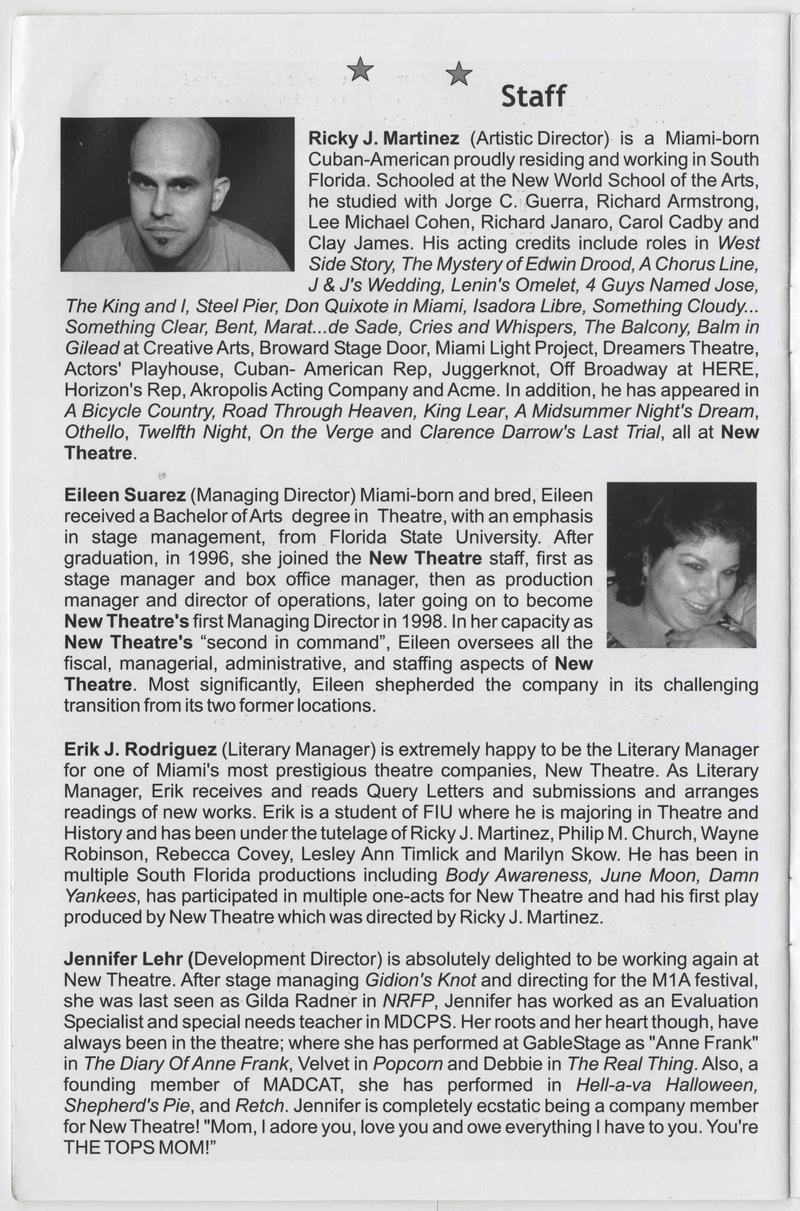 Staff
Ricky J. Martinez (Artistic Director) is a Miami-born
Cuban-American proudly residing and working in South
Florida. Schooled at the New World School of the Arts,
he studied with Jorge C. Guerra, Richard Armstrong,
Lee Michael Cohen, Richard Janaro, Carol Cadby and
Clay James. His acting credits include roles in West
Side Story, The Mystery of Edwin Drood, A Chorus Line,
J & J's Wedding, Lenin's Omelet, 4 Guys Named Jose,
The King and I, Steel Pier, Don Quixote in Miami, Isadora Libre, Something Cloudy...
Something Clear, Bent, Marat...de Sade, Cries and Whispers, The Balcony, Balm in
Gilead at Creative Arts, Broward Stage Door, Miami Light Project, Dreamers Theatre,
Actors' Playhouse, Cuban- American Rep, Juggerknot, Off Broadway at HERE,
Horizon's Rep, Akropolis Acting Company and Acme. In addition, he has appeared in
A Bicycle Country, Road Through Heaven, King Lear, A Midsummer Night's Dream,
Othello, Twelfth Night, On the Verge and Clarence Darrow's Last Trial, all at New
Theatre.
Eileen Suarez (Managing Director) Miami-born and bred, Eileen
received a Bachelor of Arts degree in Theatre, with an emphasis
in stage management, from Florida State University. After
graduation, in 1996, she joined the New Theatre staff, first as
stage manager and box office manager, then as production
manager and director of operations, later going on to become
New Theatre's first Managing Director in 1998. In her capacity as
New Theatre's “second in command”, Eileen oversees all the
fiscal, managerial, administrative, and staffing aspects of New
Theatre. Most significantly, Eileen shepherded the company in its challenging
transition from its two former locations.
Erik J. Rodriguez (Literary Manager) is extremely happy to be the Literary Manager
for one of Miami's most prestigious theatre companies, New Theatre. As Literary
Manager, Erik receives and reads Query Letters and submissions and arranges
readings of new works. Erik is a student of FIU where he is majoring in Theatre and
History and has been under the tutelage of Ricky J. Martinez, Philip M. Church, Wayne
Robinson, Rebecca Covey, Lesley Ann Timlick and Marilyn Skow. He has been in
multiple South Florida productions including Body Awareness, June Moon, Damn
Yankees, has participated in multiple one-acts for New Theatre and had his first play
produced by New Theatre which was directed by Ricky J. Martinez.
Jennifer Lehr (Development Director) is absolutely delighted to be working again at
New Theatre. After stage managing Gidion's Knot and directing for the M1A festival,
she was last seen as Gilda Radner in NRFP, Jennifer has worked as an Evaluation
Specialist and special needs teacher in MDCPS. Her roots and her heart though, have
always been in the theatre; where she has performed at GableStage as "Anne Frank"
in The Diary Of Anne Frank, Velvet in Popcorn and Debbie in The Real Thing. Also, a
founding member of MADCAT, she has performed in Hell-a-va Halloween,
Shepherd's Pie, and Retch. Jennifer is completely ecstatic being a company member
for New Theatre! "Mom, I adore you, love you and owe everything I have to you. You're
THE TOPS MOM!”